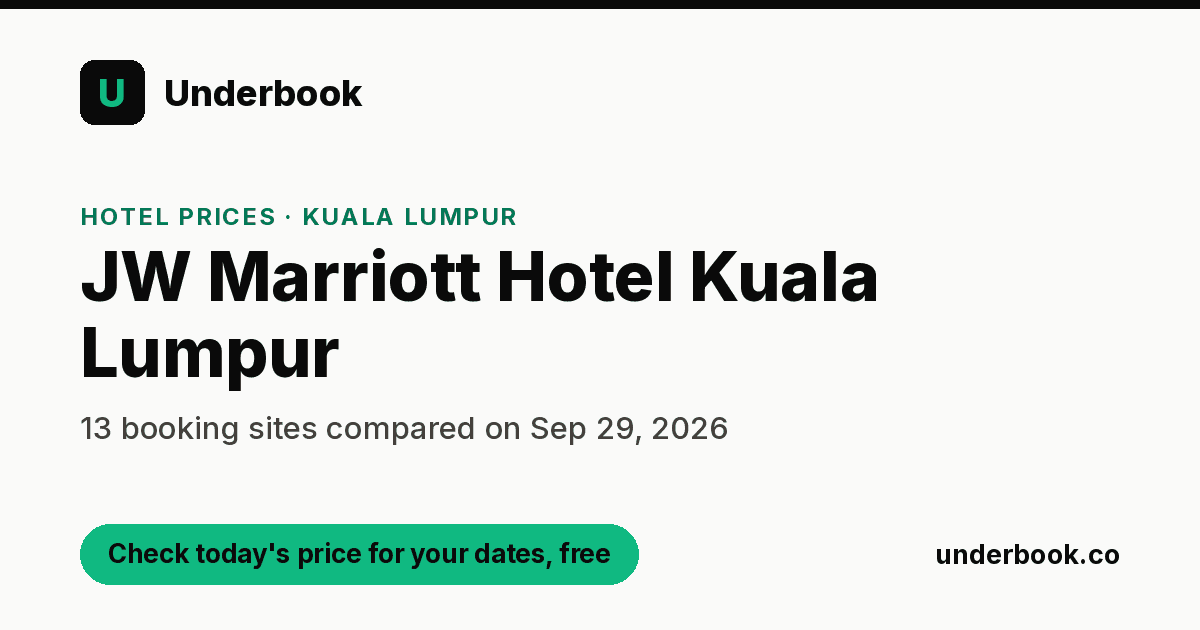 U Underbook
HOTEL PRICES · KUALA LUMPUR
JW Marriott Hotel Kuala
Lumpur
13 booking sites compared on Sep 29, 2026
Check today's price for your dates, free
underbook.co